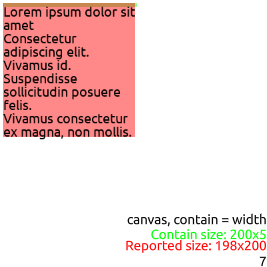 Lorem ipsum dolor sit
amet
Consectetur
adipiscing elit.
Vivamus id.
Suspendisse
sollicitudin posuere
felis.
Vivamus consectetur
ex magna, non mollis.
canvas, contain = width
Contain size: 200x5
Reported size: 198x200
7